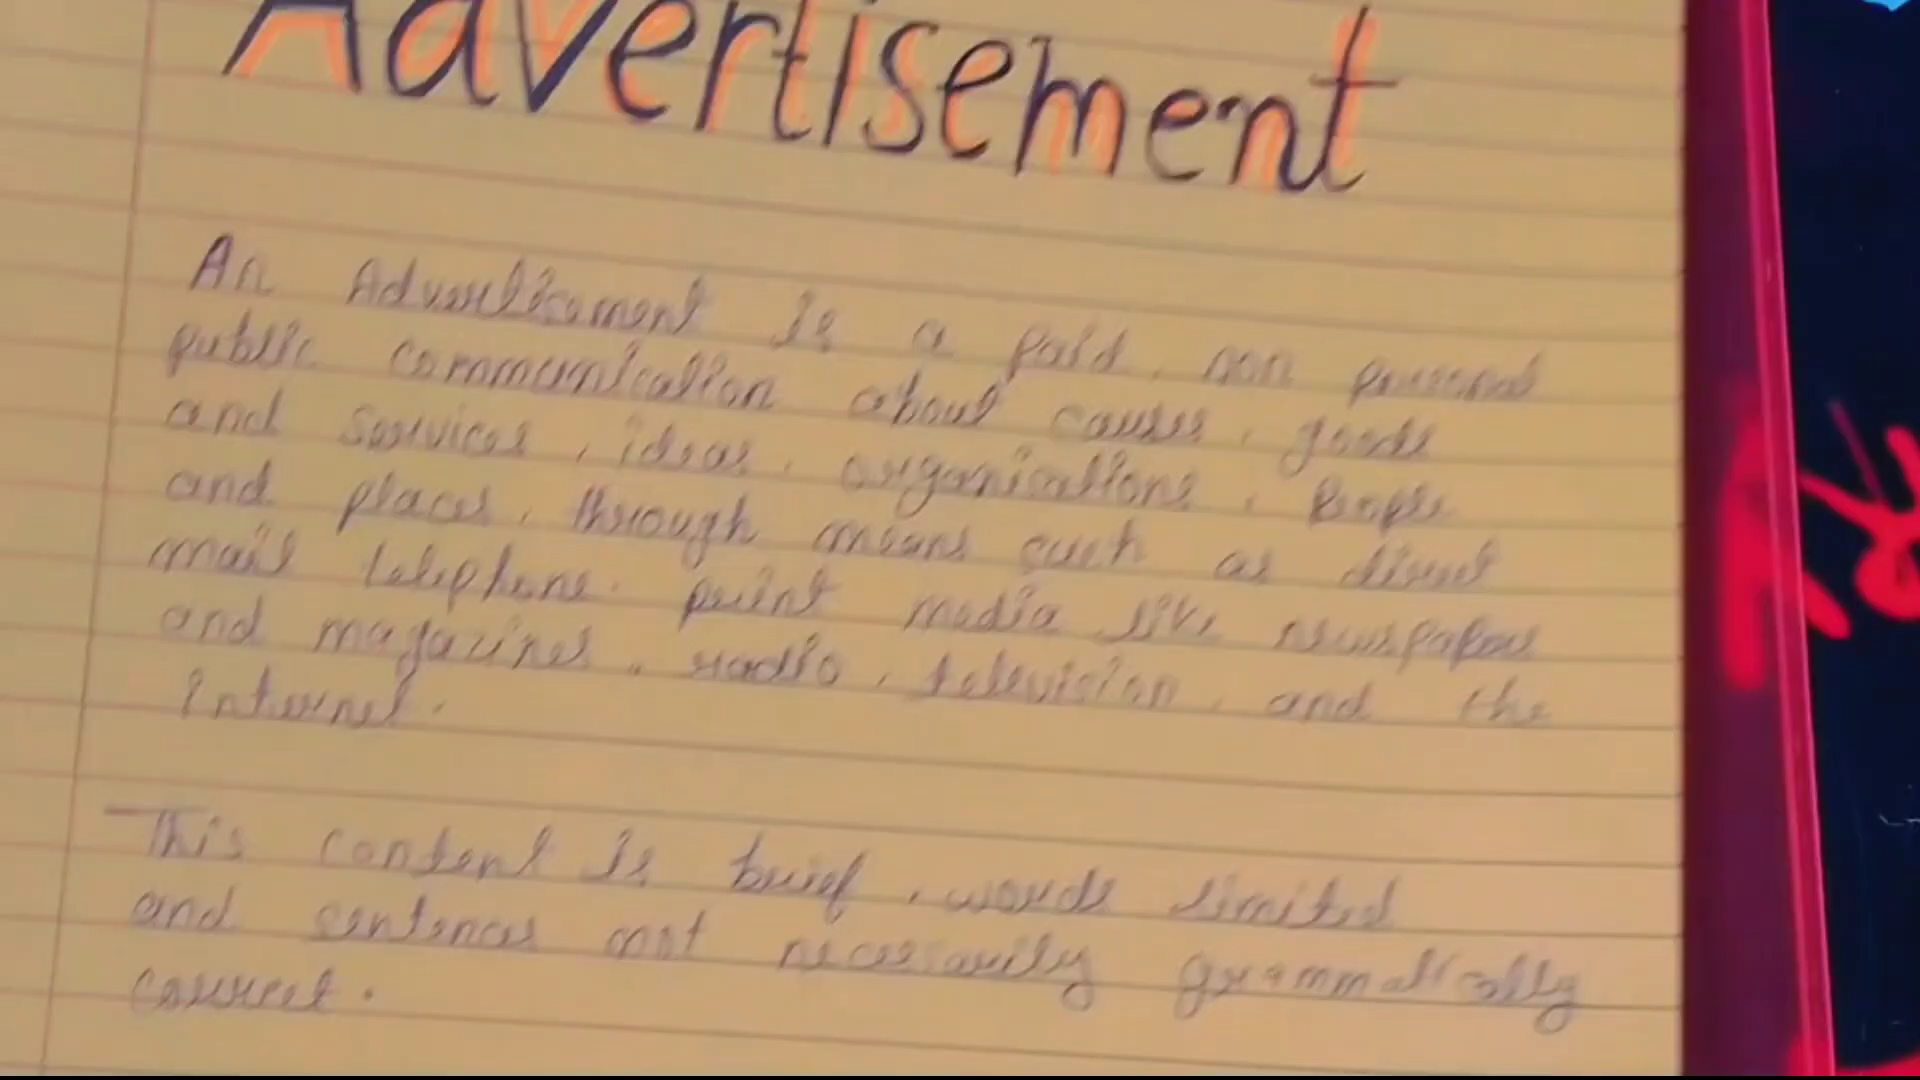 Advertisement
An Advertisement is a paid, non personal
public communication about causes, goods
and services, ideas, organisations, People
and places, through means such as direct
mail telephone. print media like newspapers
and magazines, radio, television, and the
Internet.
This content is brief, words limited
and sentences not necessarily grammatically
correct.